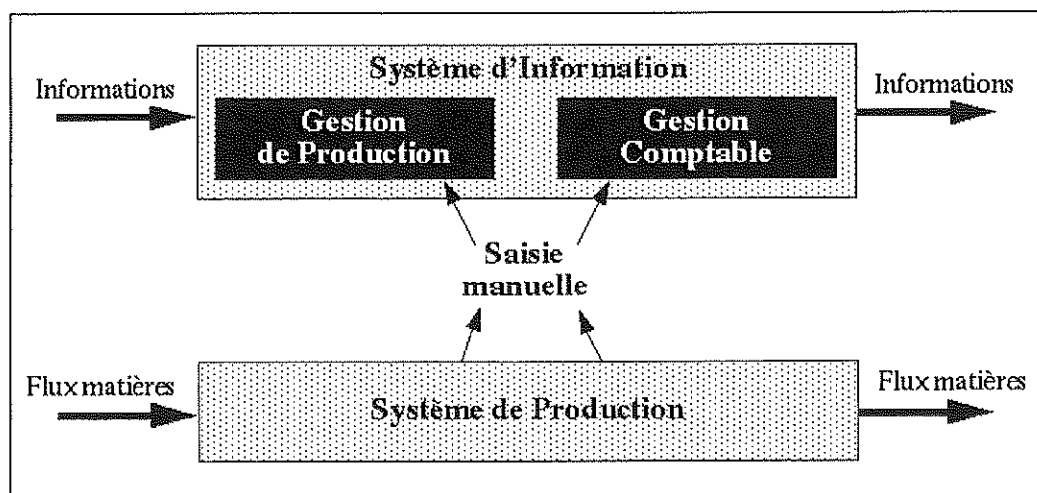 Système d'Information
Informations
Informations
Gestion
de Production
Gestion
Comptable
Saisie
manuelle
Flux matières
Flux matières
Système de Production